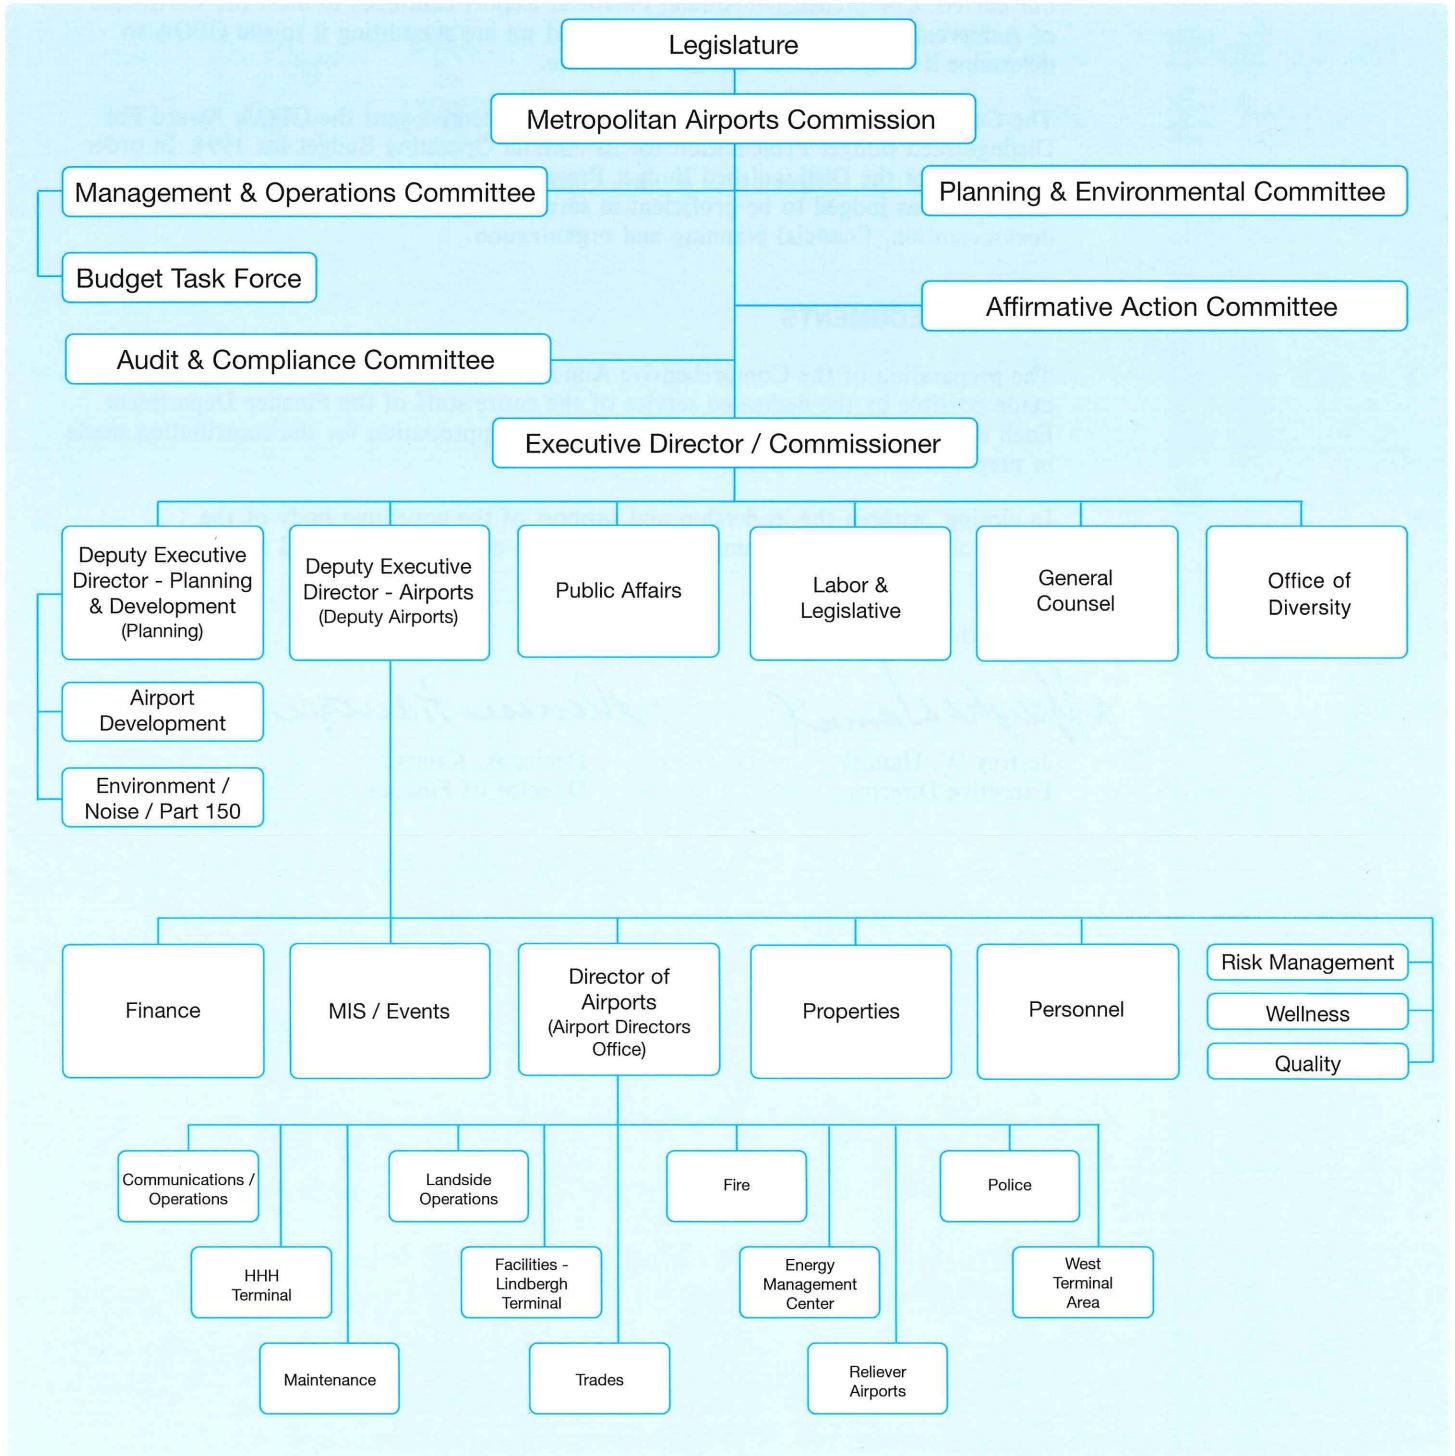 Legislature
Metropolitan Airports Commission
Management & Operations Committee
Planning & Environmental Committee
Budget Task Force
Affirmative Action Committee
Audit & Compliance Committee
Executive Director / Commissioner
Deputy Executive
Director - Planning
& Development
(Planning)
Deputy Executive
Director - Airports
(Deputy Airports)
Public Affairs
Labor &
Legislative
General
Counsel
Office of
Diversity
Airport
Development
Environment /
Noise / Part 150
Finance
MIS / Events
Director of
Airports
(Airport Directors
Office)
Properties
Personnel
Risk Management
Wellness
Quality
Communications /
Operations
Landside
Operations
Fire
Police
HHH
Terminal
Facilities -
Lindbergh
Terminal
Energy
Management
Center
West
Terminal
Area
Maintenance
Trades
Reliever
Airports